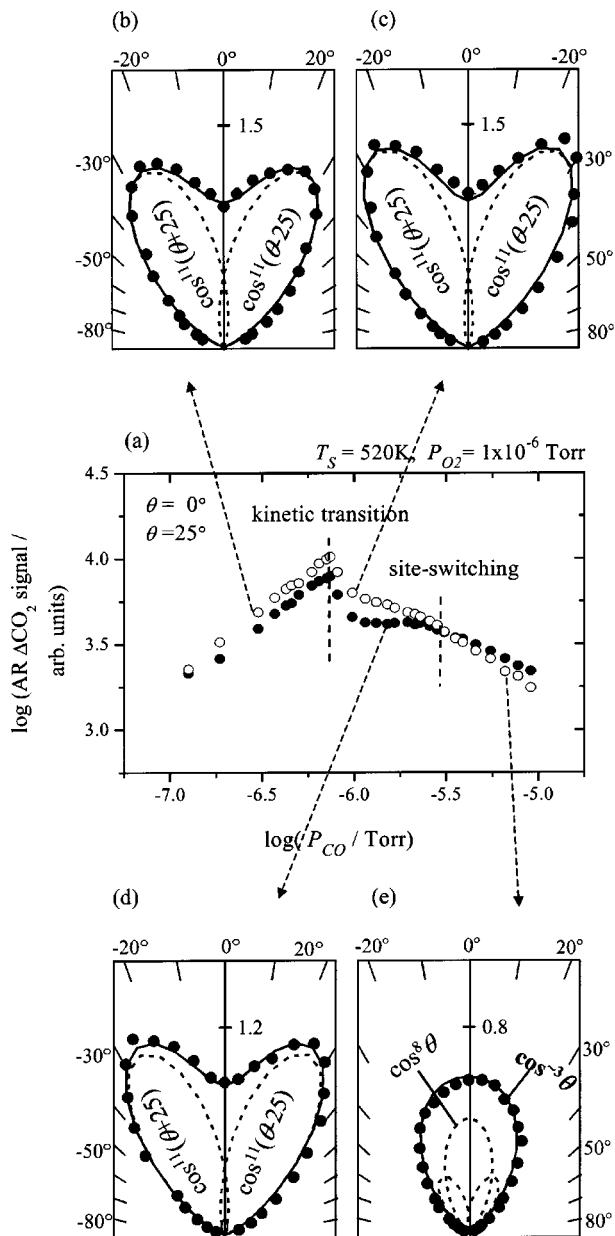 (b)
(c)
-20° 0° 20°
-20° 0° -20°
1.5
1.5
-30°
-30°
-50°
-50°
-80°
80°
cos¹¹(θ+25)
cos¹¹(θ-25)
cos¹¹(θ+25)
cos¹¹(θ-25)
(a)
T_S = 520K, P_O2 = 1x10⁻⁶ Torr
4.5
4.0
3.5
3.0
θ = 0°
θ = 25°
kinetic transition
site-switching
log (AR ΔCO₂ signal /
arb. units)
-7.0 -6.5 -6.0 -5.5 -5.0
log(P_CO / Torr)
(d)
(e)
-20° 0° 20°
-20° 0° 20°
1.2
0.8
-30°
-30°
-50°
-50°
-80°
80°
cos¹¹(θ+25)
cos¹¹(θ-25)
cos⁸θ
cos⁻³θ